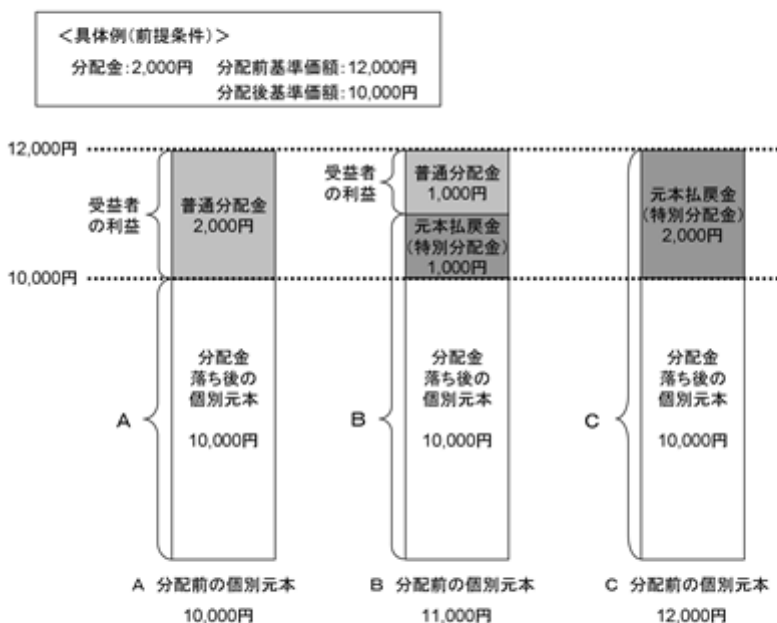 ＜具体例(前提条件)＞
分配金:2,000円　分配前基準価額:12,000円
分配後基準価額:10,000円
12,000円
10,000円
受益者
の利益
普通分配金
2,000円
A
分配金
落ち後の
個別元本
10,000円
A 分配前の個別元本
10,000円
受益者
の利益
普通分配金
1,000円
元本払戻金
(特別分配金)
1,000円
B
分配金
落ち後の
個別元本
10,000円
B 分配前の個別元本
11,000円
元本払戻金
(特別分配金)
2,000円
C
分配金
落ち後の
個別元本
10,000円
C 分配前の個別元本
12,000円